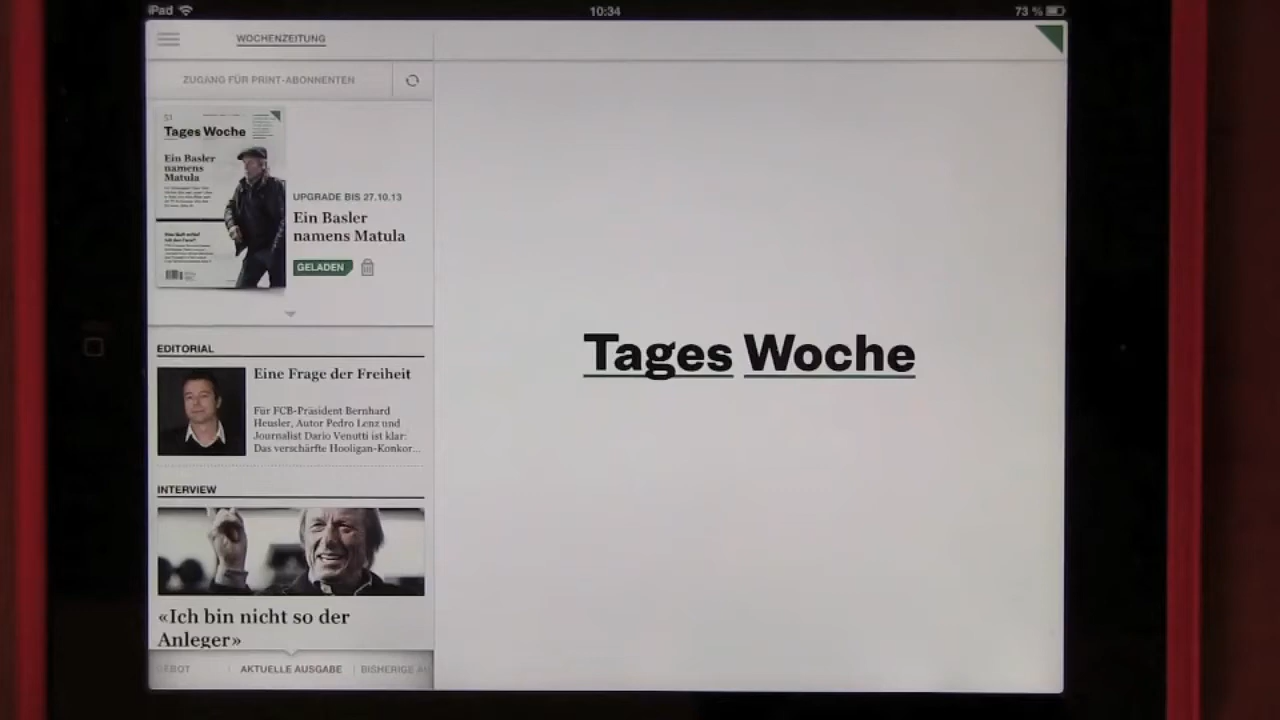 iPad
10:34
73 %
WOCHENZEITUNG
ZUGANG FÜR PRINT-ABONNENTEN
Tages Woche
Ein Basler
namens
Matula
UPGRADE BIS 27.10.13
Ein Basler
namens Matula
GELADEN
EDITORIAL
Eine Frage der Freiheit
Für FCB-Präsident Bernhard
Heusler, Autor Pedro Lenz und
Journalist Dario Venutti ist klar:
Das verschärfte Hooligan-Konkor...
INTERVIEW
«Ich bin nicht so der
Anleger»
AKTUELLE AUSGABE
BISHERIGE
Tages Woche